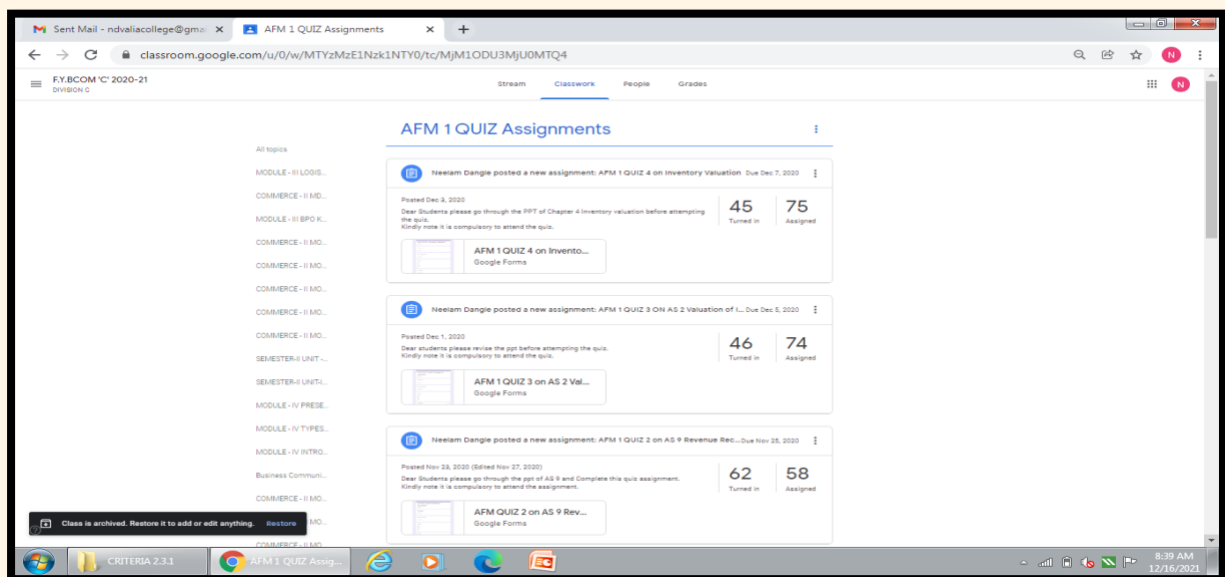 Sent Mail - ndvaliacollege@gmai
AFM 1 QUIZ Assignments
classroom.google.com/u/0/w/MTYzMzE1Nzk1NTY0/tc/MjM1ODU3MjU0MTQ4
N
F.Y.BCOM 'C' 2020-21
DIVISION C
Stream Classwork People Grades
N
AFM 1 QUIZ Assignments
All topics
MODULE - III LOGIS...
COMMERCE - II MD...
MODULE - III BPO K...
COMMERCE - II MO...
COMMERCE - II MO...
COMMERCE - II MO...
COMMERCE - II MO...
COMMERCE - II MO...
SEMESTER-II UNIT -...
SEMESTER-II UNIT-I...
MODULE - IV PRESE...
MODULE - IV TYPES...
MODULE - IV INTRO...
Business Communi...
COMMERCE - II MO...
MO...
COMMERCE - II MO...
Neelam Dangle posted a new assignment: AFM 1 QUIZ 4 on Inventory Valuation Due Dec 7, 2020
Posted Dec 3, 2020
Dear Students please go through the PPT of Chapter 4 Inventory valuation before attempting
the quiz.
Kindly note it is compulsory to attend the quiz.
45 75
Turned in Assigned
AFM 1 QUIZ 4 on Invento...
Google Forms
Neelam Dangle posted a new assignment: AFM 1 QUIZ 3 ON AS 2 Valuation of I... Due Dec 5, 2020
Posted Dec 1, 2020
Dear students please revise the ppt before attempting the quiz.
Kindly note it is compulsory to attend the quiz.
46 74
Turned in Assigned
AFM 1 QUIZ 3 on AS 2 Val...
Google Forms
Neelam Dangle posted a new assignment: AFM 1 QUIZ 2 on AS 9 Revenue Rec... Due Nov 25, 2020
Posted Nov 23, 2020 (Edited Nov 27, 2020)
Dear Students please go through the ppt of AS 9 and Complete this quiz assignment.
Kindly note it is compulsory to attend the assignment.
62 58
Turned in Assigned
AFM QUIZ 2 on AS 9 Rev...
Google Forms
Class is archived. Restore it to add or edit anything. Restore
CRITERIA 2.3.1
AFM 1 QUIZ Assig...
8:39 AM
12/16/2021